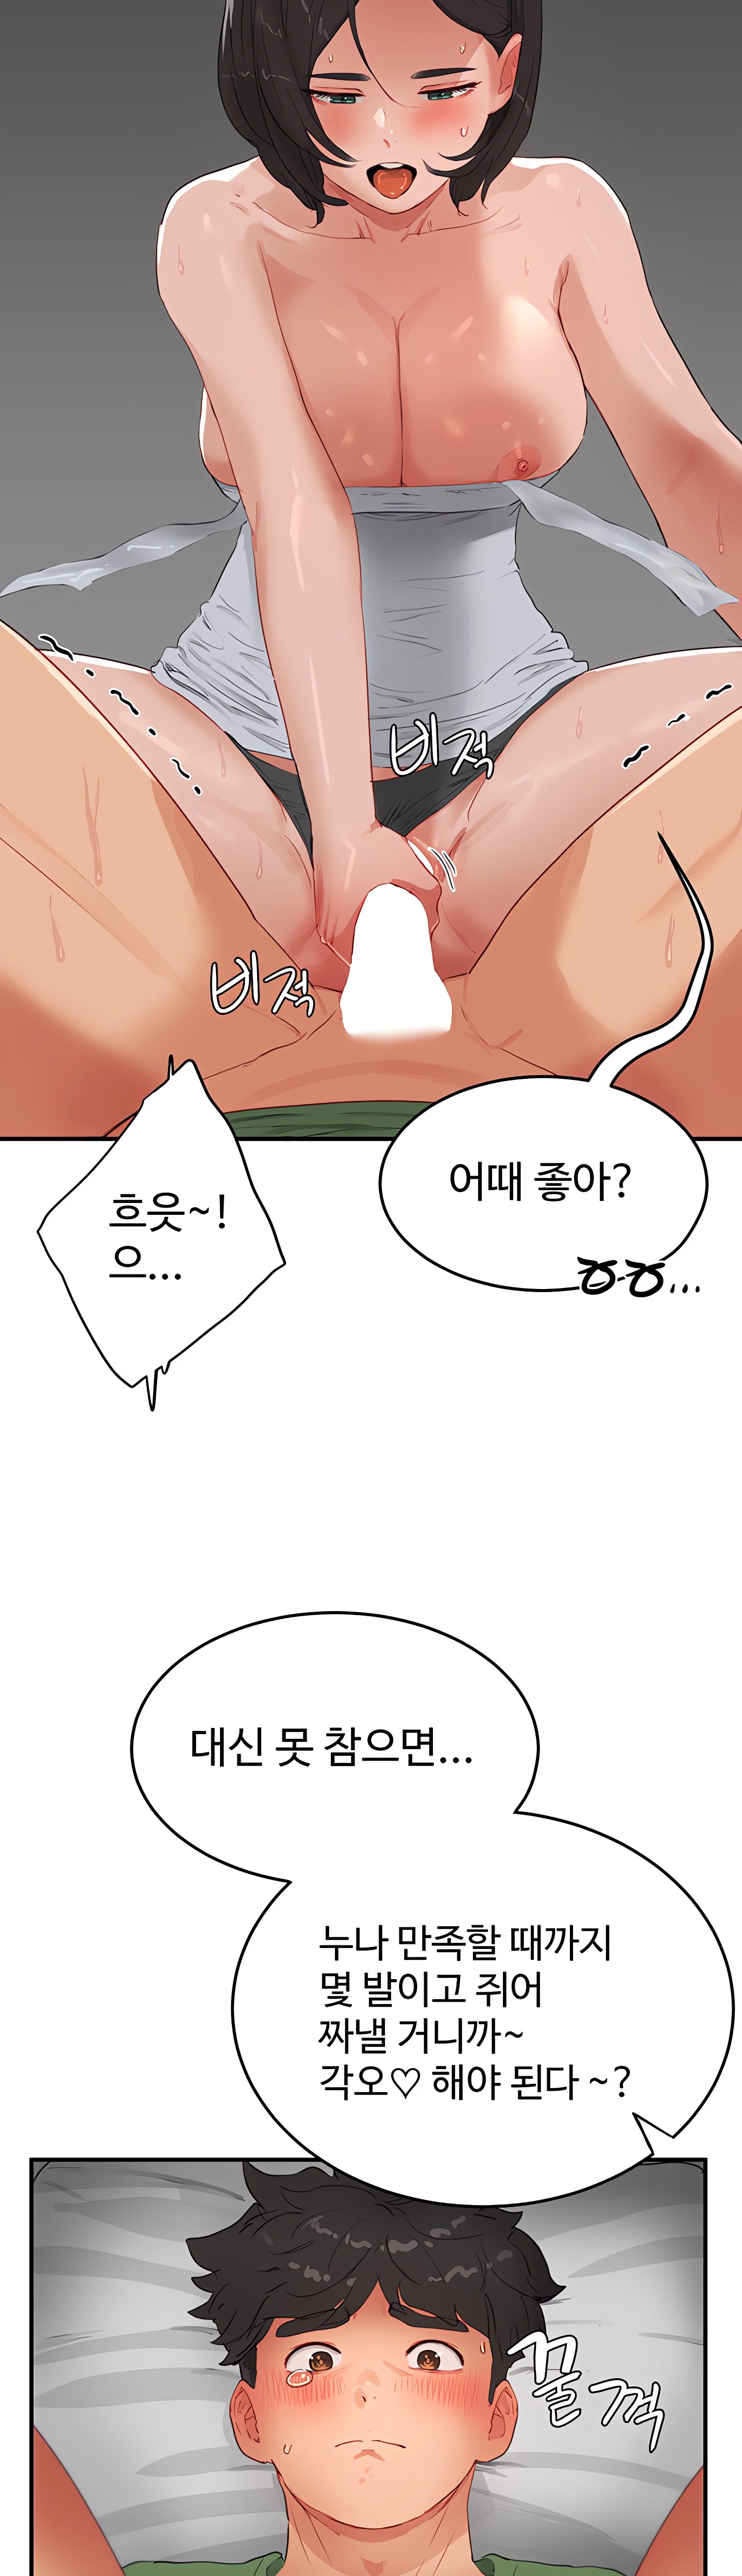 비적
비적
흐읏~!
으...
어때 좋아?
ㅎㅎ...
대신 못 참으면...
누나 만족할 때까지
몇 발이고 쥐어
짜낼 거니까~
각오♡ 해야 된다 ~?
꿀꺽